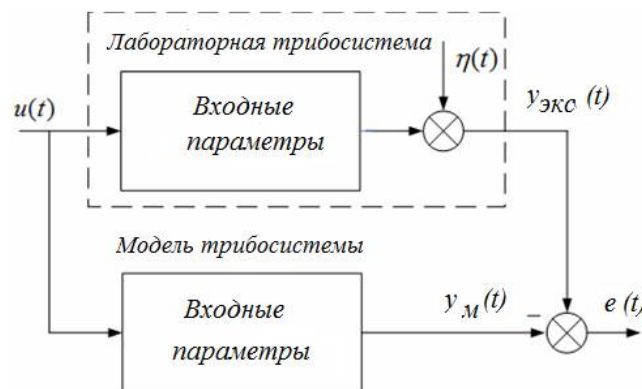 Лабораторная трибосистема
η(t)
u(t)
Входные
параметры
yЭКС (t)
Модель трибосистемы
Входные
параметры
yМ (t)
–
e (t)